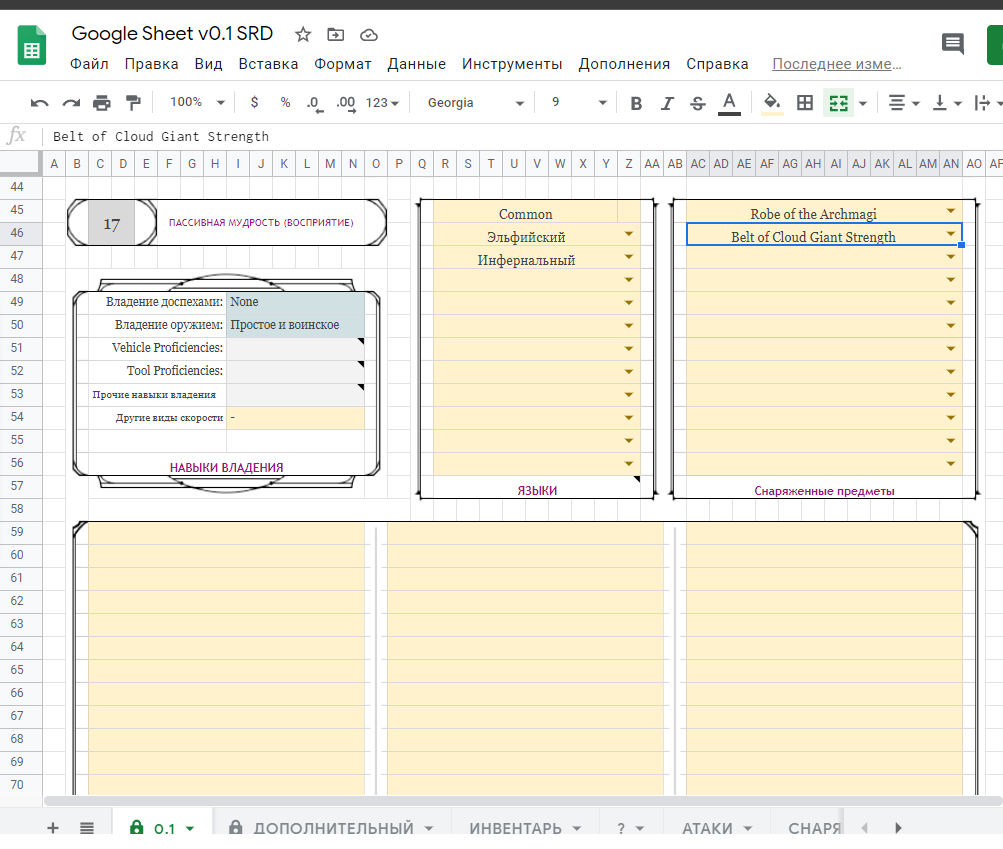 Google Sheet v0.1 SRD
Файл Правка Вид Вставка Формат Данные Инструменты Дополнения Справка Последнее изме…
100% $ % .0 .00 123 Georgia 9 B I S A
fx Belt of Cloud Giant Strength
A B C D E F G H I J K L M N O P Q R S T U V W X Y Z AA AB AC AD AE AF AG AH AI AJ AK AL AM AN AO AP
44
45 Common Robe of the Archmagi
17 ПАССИВНАЯ МУДРОСТЬ (ВОСПРИЯТИЕ)
46 Эльфийский Belt of Cloud Giant Strength
47 Инфернальный
48
49 Владение доспехами: None
50 Владение оружием: Простое и воинское
51 Vehicle Proficiencies:
52 Tool Proficiencies:
53 Прочие навыки владения
54 Другие виды скорости -
55
56 НАВЫКИ ВЛАДЕНИЯ
57 ЯЗЫКИ Снаряженные предметы
58
59
60
61
62
63
64
65
66
67
68
69
70
+ 0.1 ДОПОЛНИТЕЛЬНЫЙ ИНВЕНТАРЬ ? АТАКИ СНАРЯ